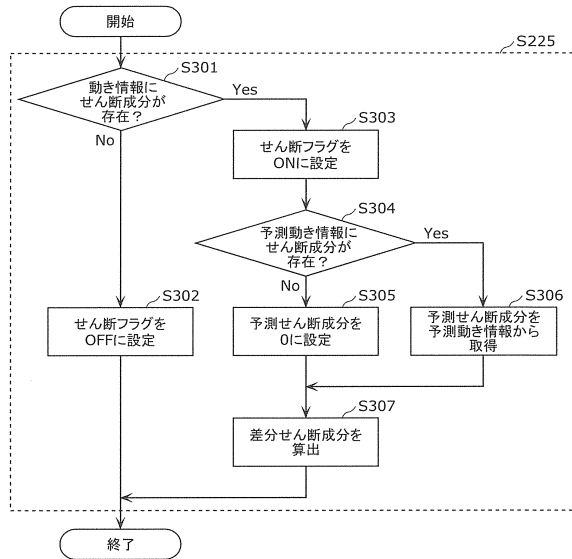 開始
S225
S301
動き情報に
せん断成分が
存在？
Yes
No
S303
せん断フラグを
ONに設定
S304
予測動き情報に
せん断成分が
存在？
Yes
No
S302
せん断フラグを
OFFに設定
S305
予測せん断成分を
0に設定
S306
予測せん断成分を
予測動き情報から
取得
S307
差分せん断成分を
算出
終了